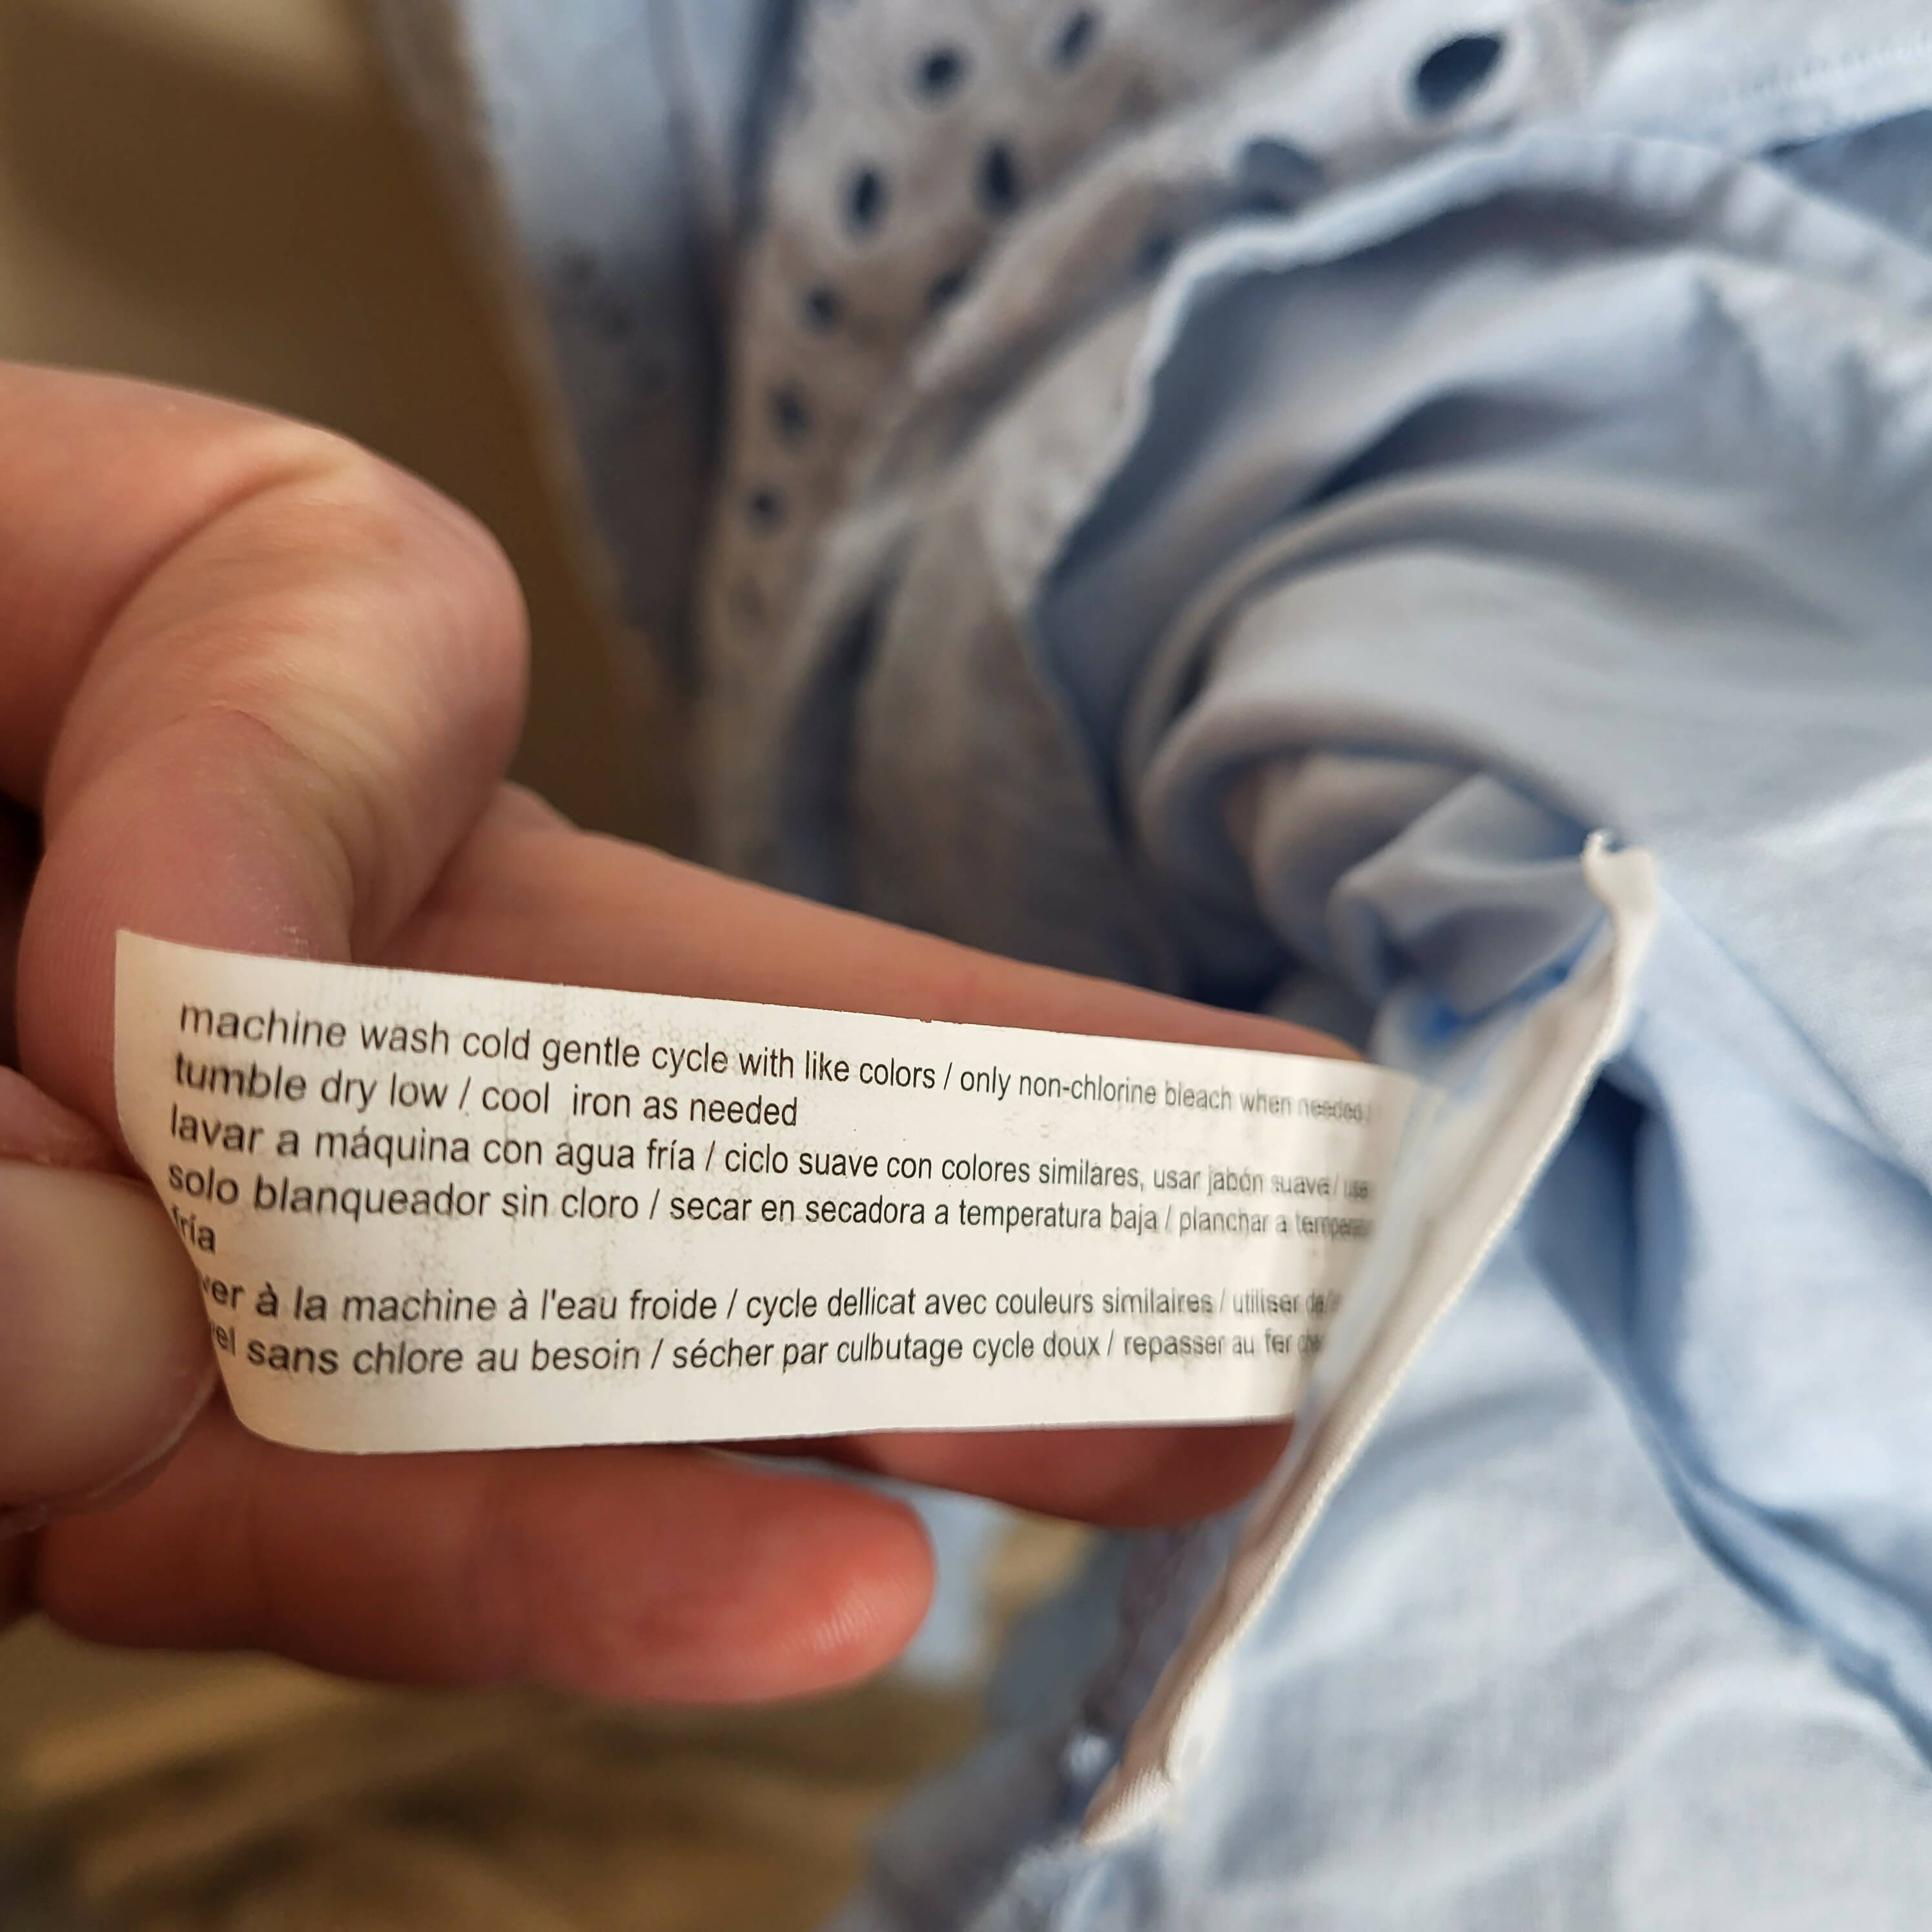 machine wash cold gentle cycle with like colors / only non-chlorine bleach when needed /
tumble dry low / cool iron as needed
lavar a máquina con agua fría / ciclo suave con colores similares, usar jabón suave /
solo blanqueador sin cloro / secar en secadora a temperatura baja / planchar a
fría
à la machine à l'eau froide / cycle dellicat avec couleurs similaires / utiliser
sans chlore au besoin / sécher par culbutage cycle doux / repasser au fer